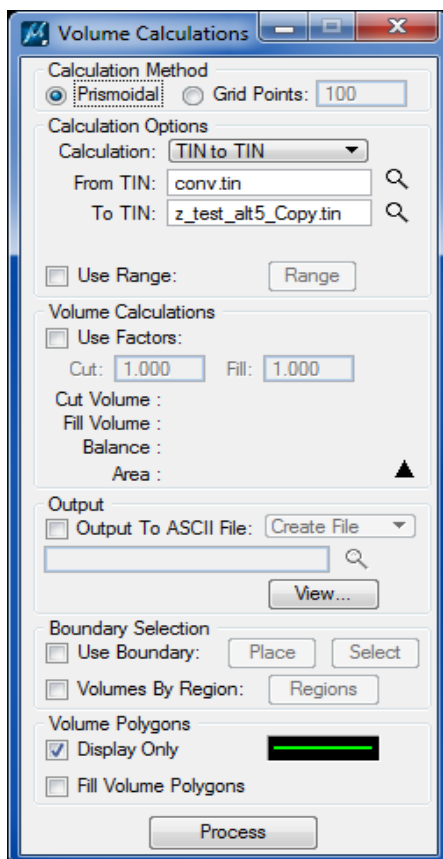 Volume Calculations
Calculation Method
Prismoidal Grid Points: 100
Calculation Options
Calculation: TIN to TIN
From TIN: conv.tin
To TIN: z_test_alt5_Copy.tin
Use Range: Range
Volume Calculations
Use Factors:
Cut: 1.000 Fill: 1.000
Cut Volume :
Fill Volume :
Balance :
Area :
Output
Output To ASCII File: Create File
View...
Boundary Selection
Use Boundary: Place Select
Volumes By Region: Regions
Volume Polygons
Display Only
Fill Volume Polygons
Process